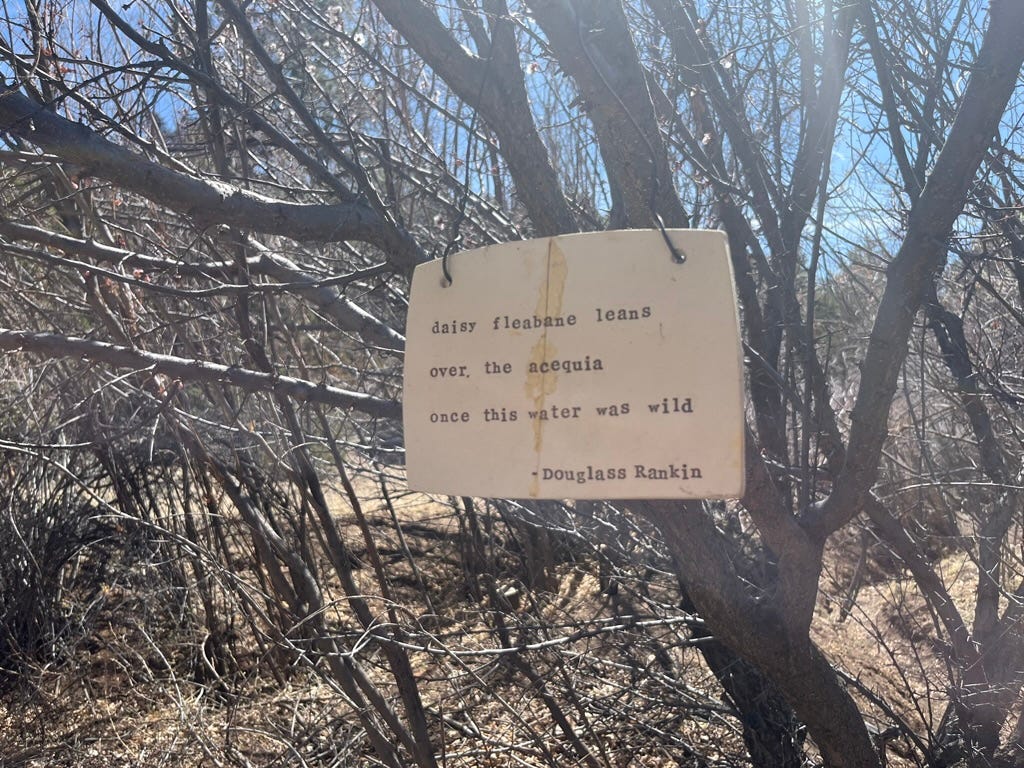 daisy fleabane leans
over, the acequia
once this water was wild
-Douglass Rankin